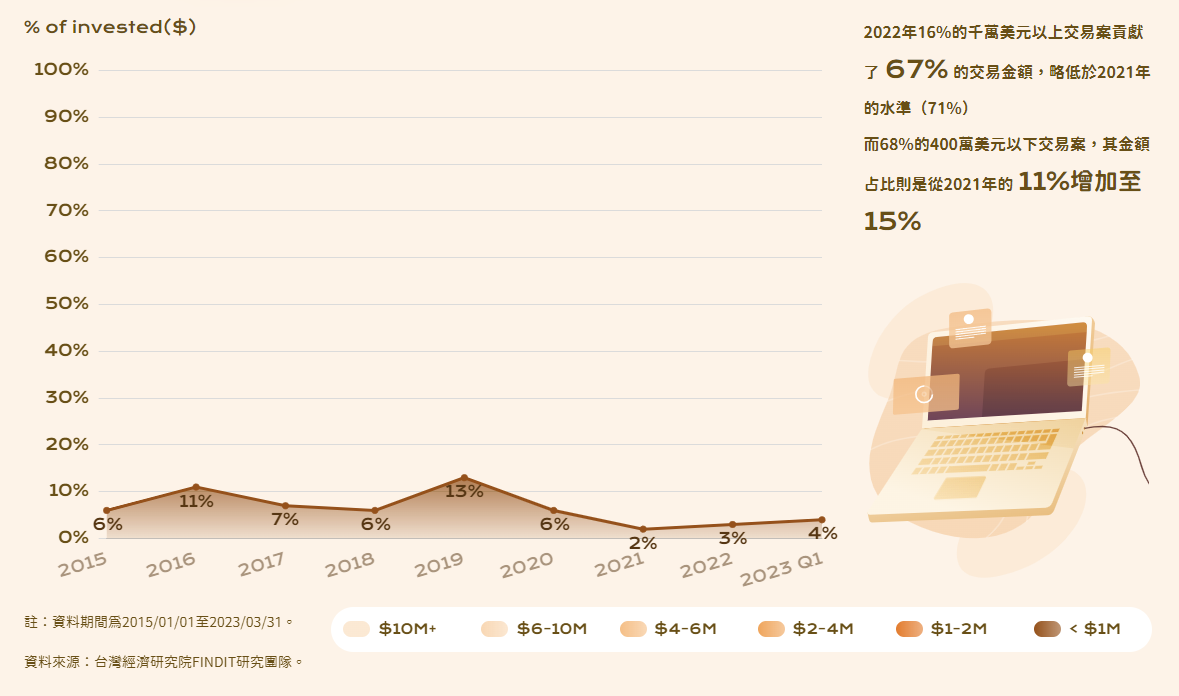 % of invested($)
100%
90%
80%
70%
60%
50%
40%
30%
20%
10%
0%
6%
11%
7%
6%
13%
6%
2%
3%
4%
2015
2016
2017
2018
2019
2020
2021
2022
2023 Q1
2022年16%的千萬美元以上交易案貢獻
了 67% 的交易金額，略低於2021年
的水準（71%）
而68%的400萬美元以下交易案，其金額
占比則是從2021年的 11%增加至
15%
$10M+
$6-10M
$4-6M
$2-4M
$1-2M
< $1M
註：資料期間為2015/01/01至2023/03/31。
資料來源：台灣經濟研究院FINDIT研究團隊。